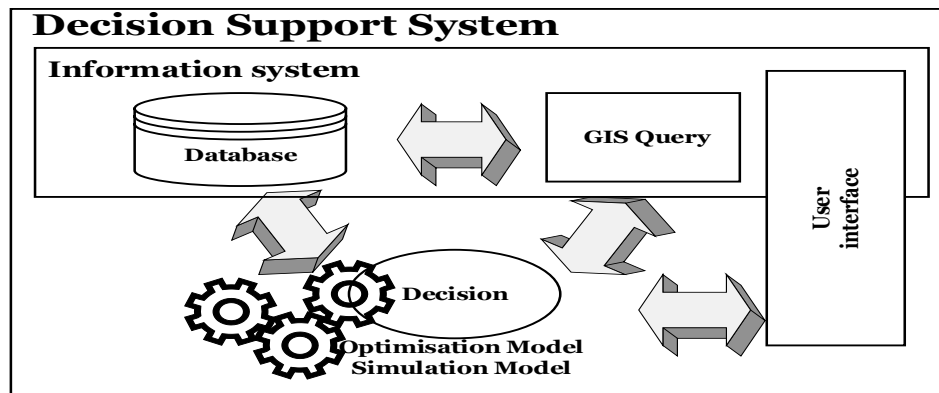 Decision Support System
Information system
Database
GIS Query
User
interface
Decision
Optimisation Model
Simulation Model